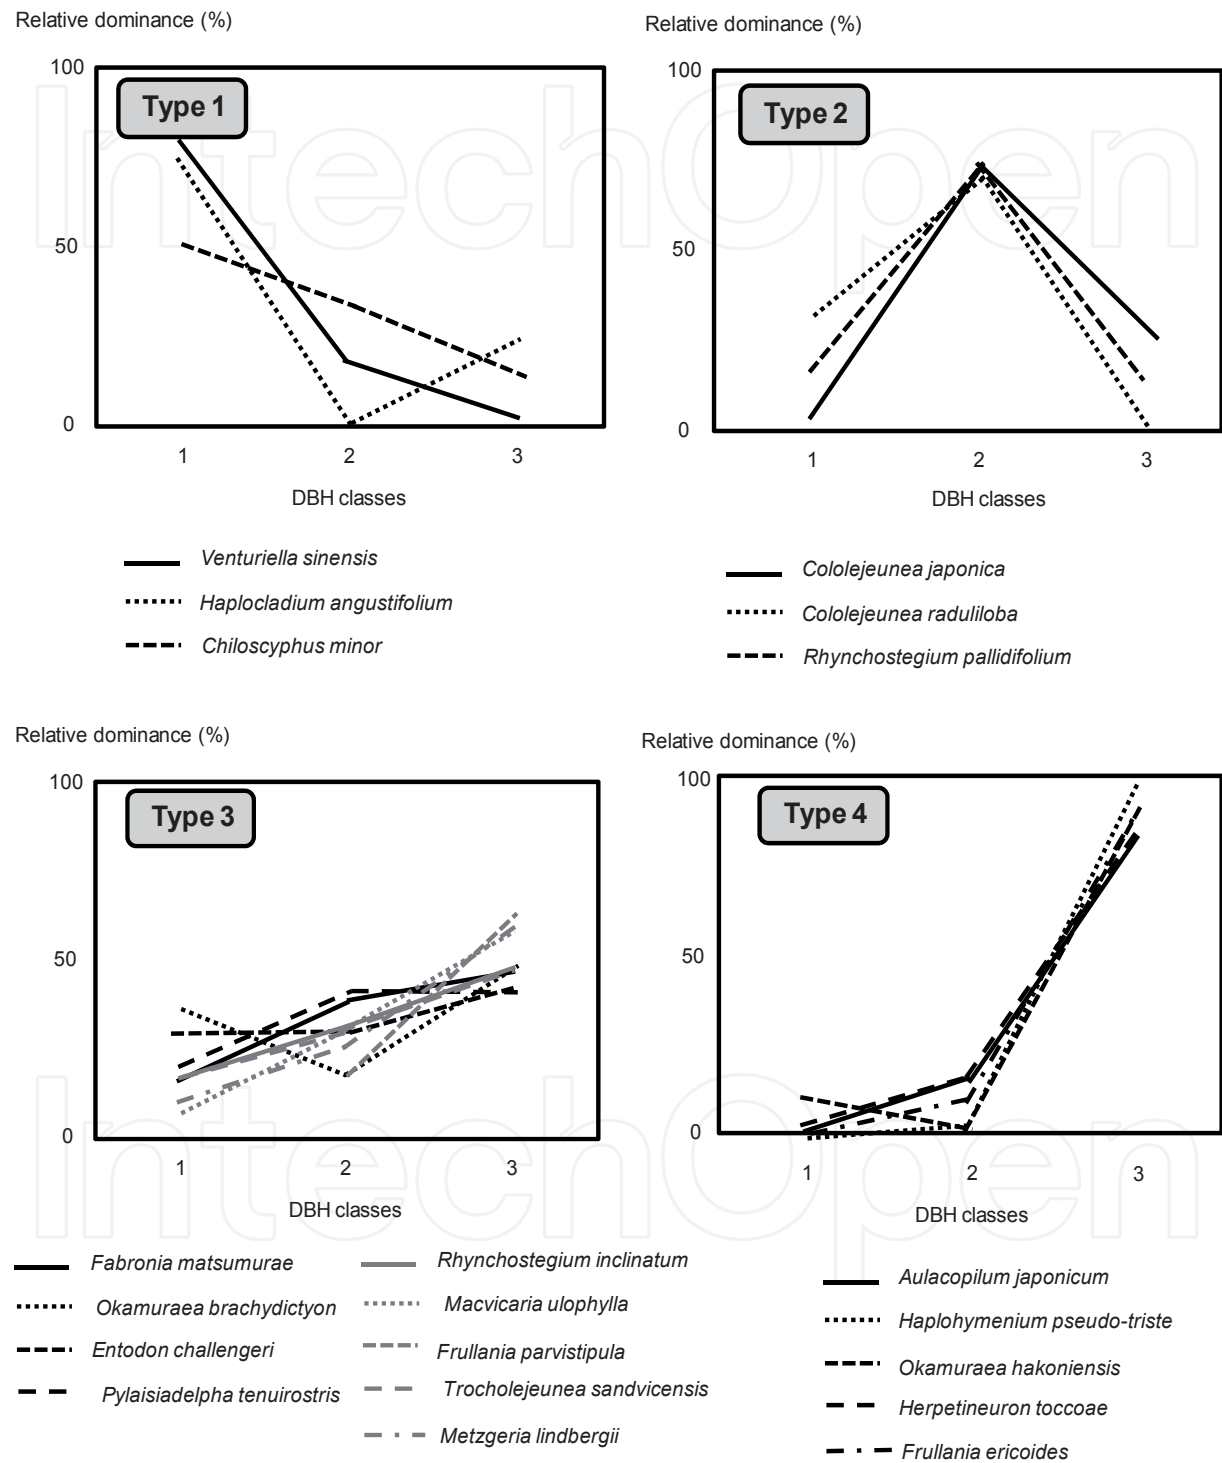 Relative dominance (%)
Type 1
100
50
0
1 2 3
DBH classes
Venturiella sinensis
Haplocladium angustifolium
Chiloscyphus minor
Relative dominance (%)
Type 2
100
50
0
1 2 3
DBH classes
Cololejeunea japonica
Cololejeunea raduliloba
Rhynchostegium pallidifolium
Relative dominance (%)
Type 3
100
50
0
1 2 3
DBH classes
Fabronia matsumurae
Okamuraea brachydictyon
Entodon challengeri
Pylaisiadelpha tenuirostris
Rhynchostegium inclinatum
Macvicaria ulophylla
Frullania parvistipula
Trocholejeunea sandvicensis
Metzgeria lindbergii
Relative dominance (%)
Type 4
100
50
0
1 2 3
DBH classes
Aulacopilum japonicum
Haplohymenium pseudo-triste
Okamuraea hakoniensis
Herpetineuron toccoae
Frullania ericoides
IntechOpen
IntechOpen